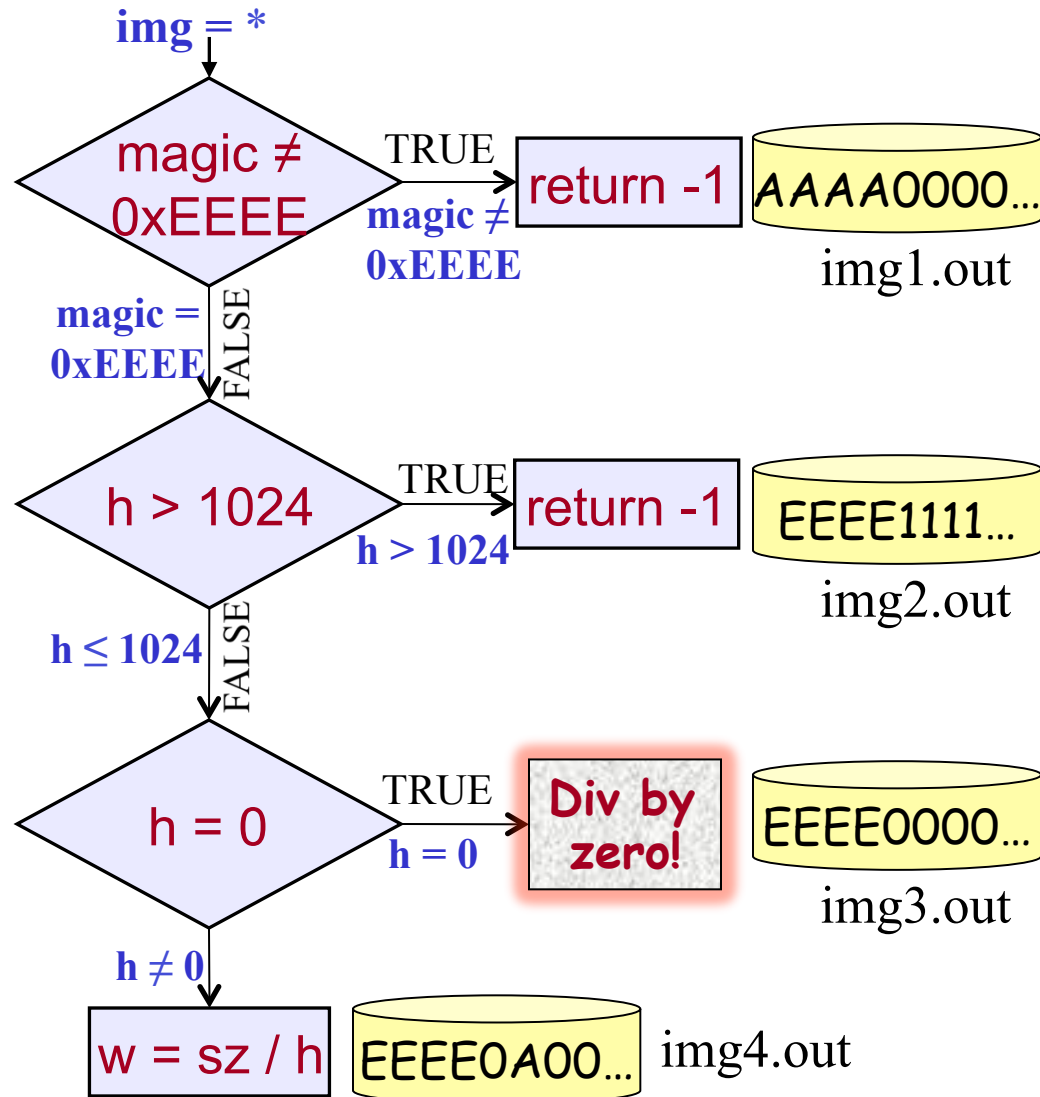 img = *
magic ≠
0xEEEE
TRUE
magic ≠
0xEEEE
return -1
AAAA0000...
img1.out
magic =
0xEEEE
FALSE
h > 1024
TRUE
h > 1024
return -1
EEEE1111...
img2.out
h ≤ 1024
FALSE
h = 0
TRUE
h = 0
Div by
zero!
EEEE0000...
img3.out
h ≠ 0
w = sz / h
EEEE0A00...
img4.out